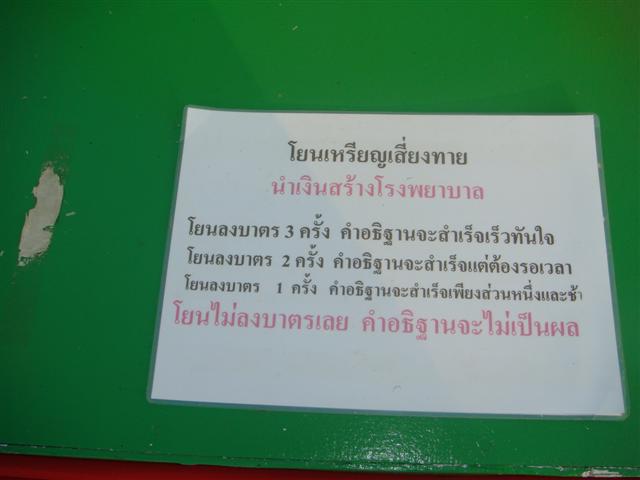 โยนเหรียญเสี่ยงทาย
นำเงินสร้างโรงพยาบาล
โยนลงบาตร 3 ครั้ง คำอธิฐานจะสำเร็จเร็วทันใจ
โยนลงบาตร 2 ครั้ง คำอธิฐานจะสำเร็จแต่ต้องรอเวลา
โยนลงบาตร 1 ครั้ง คำอธิฐานจะสำเร็จเพียงส่วนหนึ่งและช้า
โยนไม่ลงบาตรเลย คำอธิฐานจะไม่เป็นผล